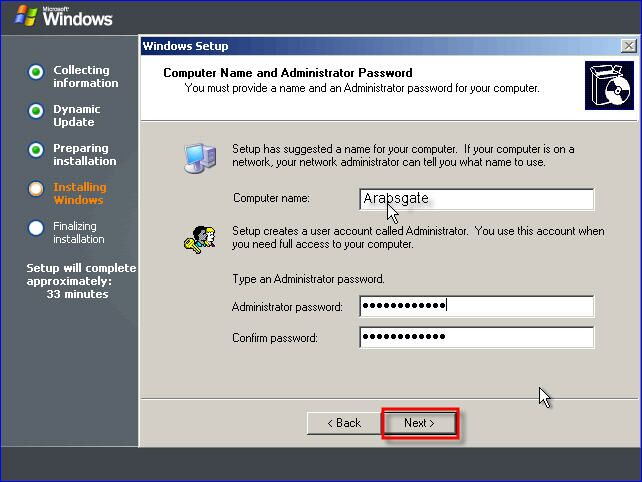 Microsoft
Windows
Windows Setup
Collecting
information
Dynamic
Update
Preparing
installation
Installing
Windows
Finalizing
installation
Setup will complete
approximately:
33 minutes
Computer Name and Administrator Password
You must provide a name and an Administrator password for your computer.
Setup has suggested a name for your computer. If your computer is on a
network, your network administrator can tell you what name to use.
Computer name: Arabsgate
Setup creates a user account called Administrator. You use this account when
you need full access to your computer.
Type an Administrator password.
Administrator password: ●●●●●●●●●●●●
Confirm password: ●●●●●●●●●●●●
< Back Next >